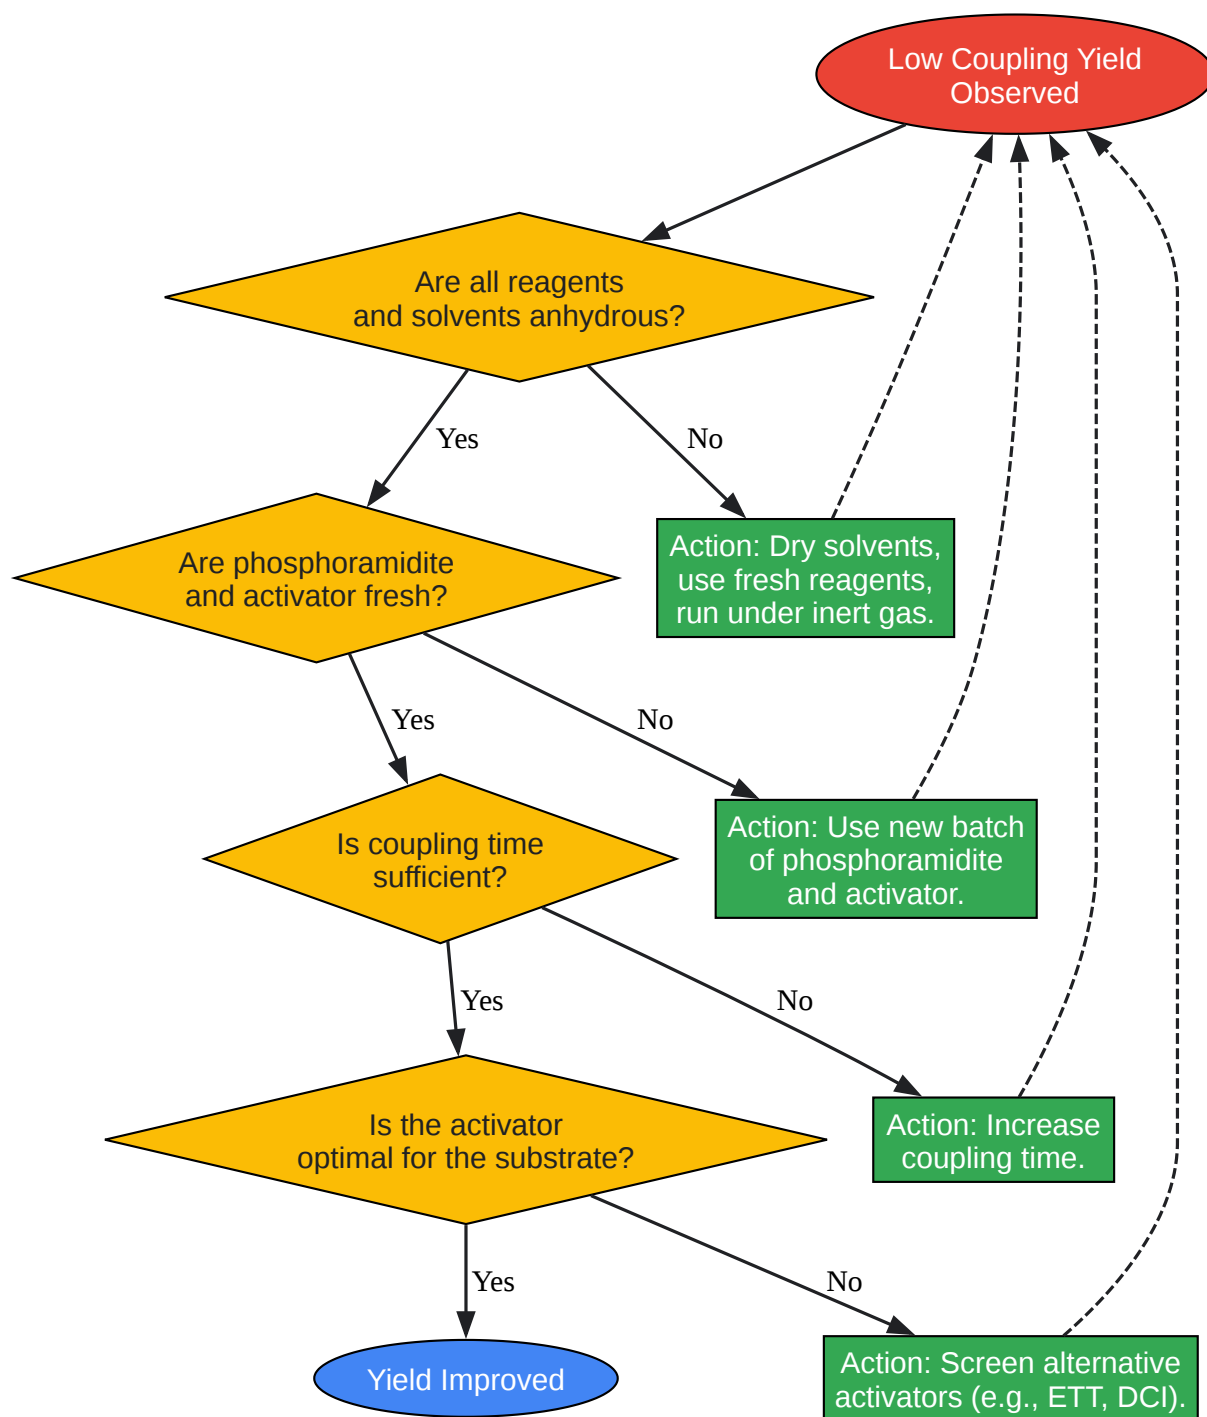 Low Coupling Yield
Observed
Are all reagents
and solvents anhydrous?
Yes
No
Are phosphoramidite
and activator fresh?
Action: Dry solvents,
use fresh reagents,
run under inert gas.
Yes
No
Is coupling time
sufficient?
Action: Use new batch
of phosphoramidite
and activator.
Yes
No
Is the activator
optimal for the substrate?
Action: Increase
coupling time.
Yes
No
Yield Improved
Action: Screen alternative
activators (e.g., ETT, DCI).